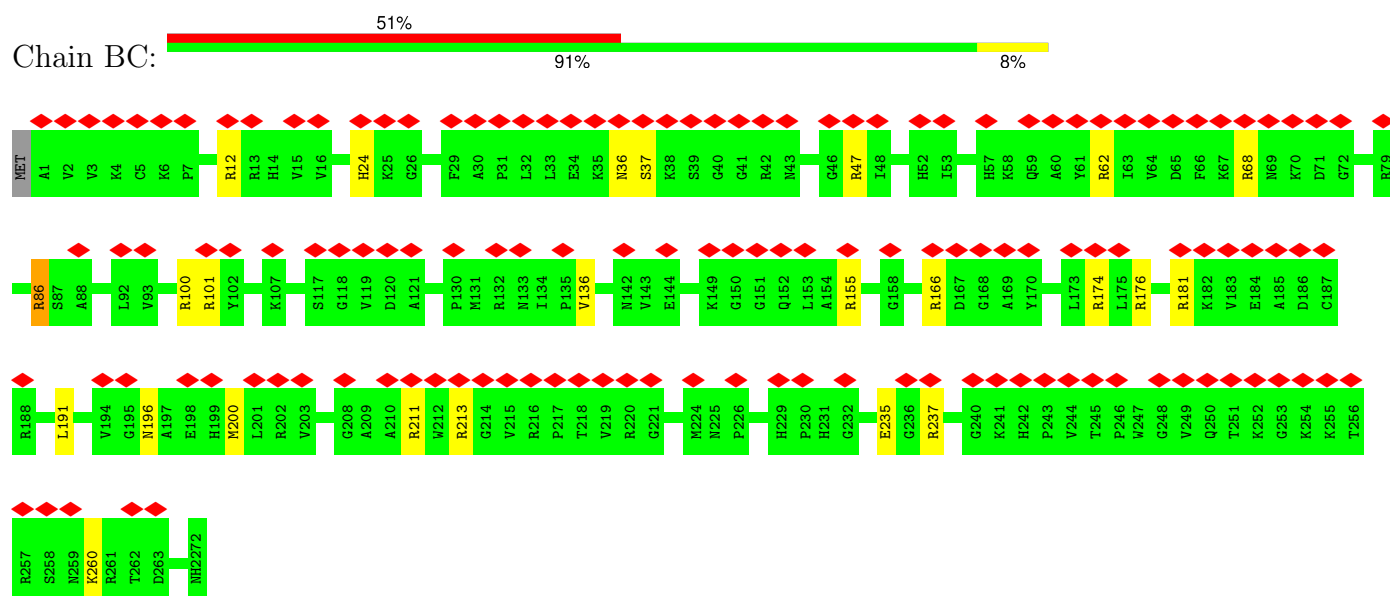 51%
Chain BC:
91% 8%
MET A1 V2 V3 K4 C5 K6 P7 R12 R13 H14 V15 V16 H24 K25 G26 F29 A30 P31 L32 L33 E34 K35 N36 S37 K38 S39 G40 G41 R42 N43 G46 R47 I48 H52 I53 H57 K58 Q59 A60 Y61 R62 I63 V64 D65 F66 K67 R68 N69 K70 D71 G72 R79
R86 S87 A88 L92 V93 R100 R101 Y102 K107 S117 G118 V119 D120 A121 P130 M131 R132 N133 I134 P135 V136 N142 V143 E144 K149 G150 G151 Q152 L153 A154 R155 G158 R166 D167 G168 A169 Y170 L173 R174 L175 R176 R181 K182 V183 E184 A185 D186 C187
R188 L191 V194 G195 N196 A197 E198 H199 M200 L201 R202 V203 G208 A209 A210 R211 W212 R213 G214 V215 R216 P217 T218 V219 R220 G221 M224 N225 P226 H229 P230 H231 G232 E235 G236 R237 G240 K241 H242 P243 V244 T245 P246 W247 G248 V249 Q250 T251 K252 G253 K254 K255 T256
R257 S258 N259 K260 R261 T262 D263 NH2272